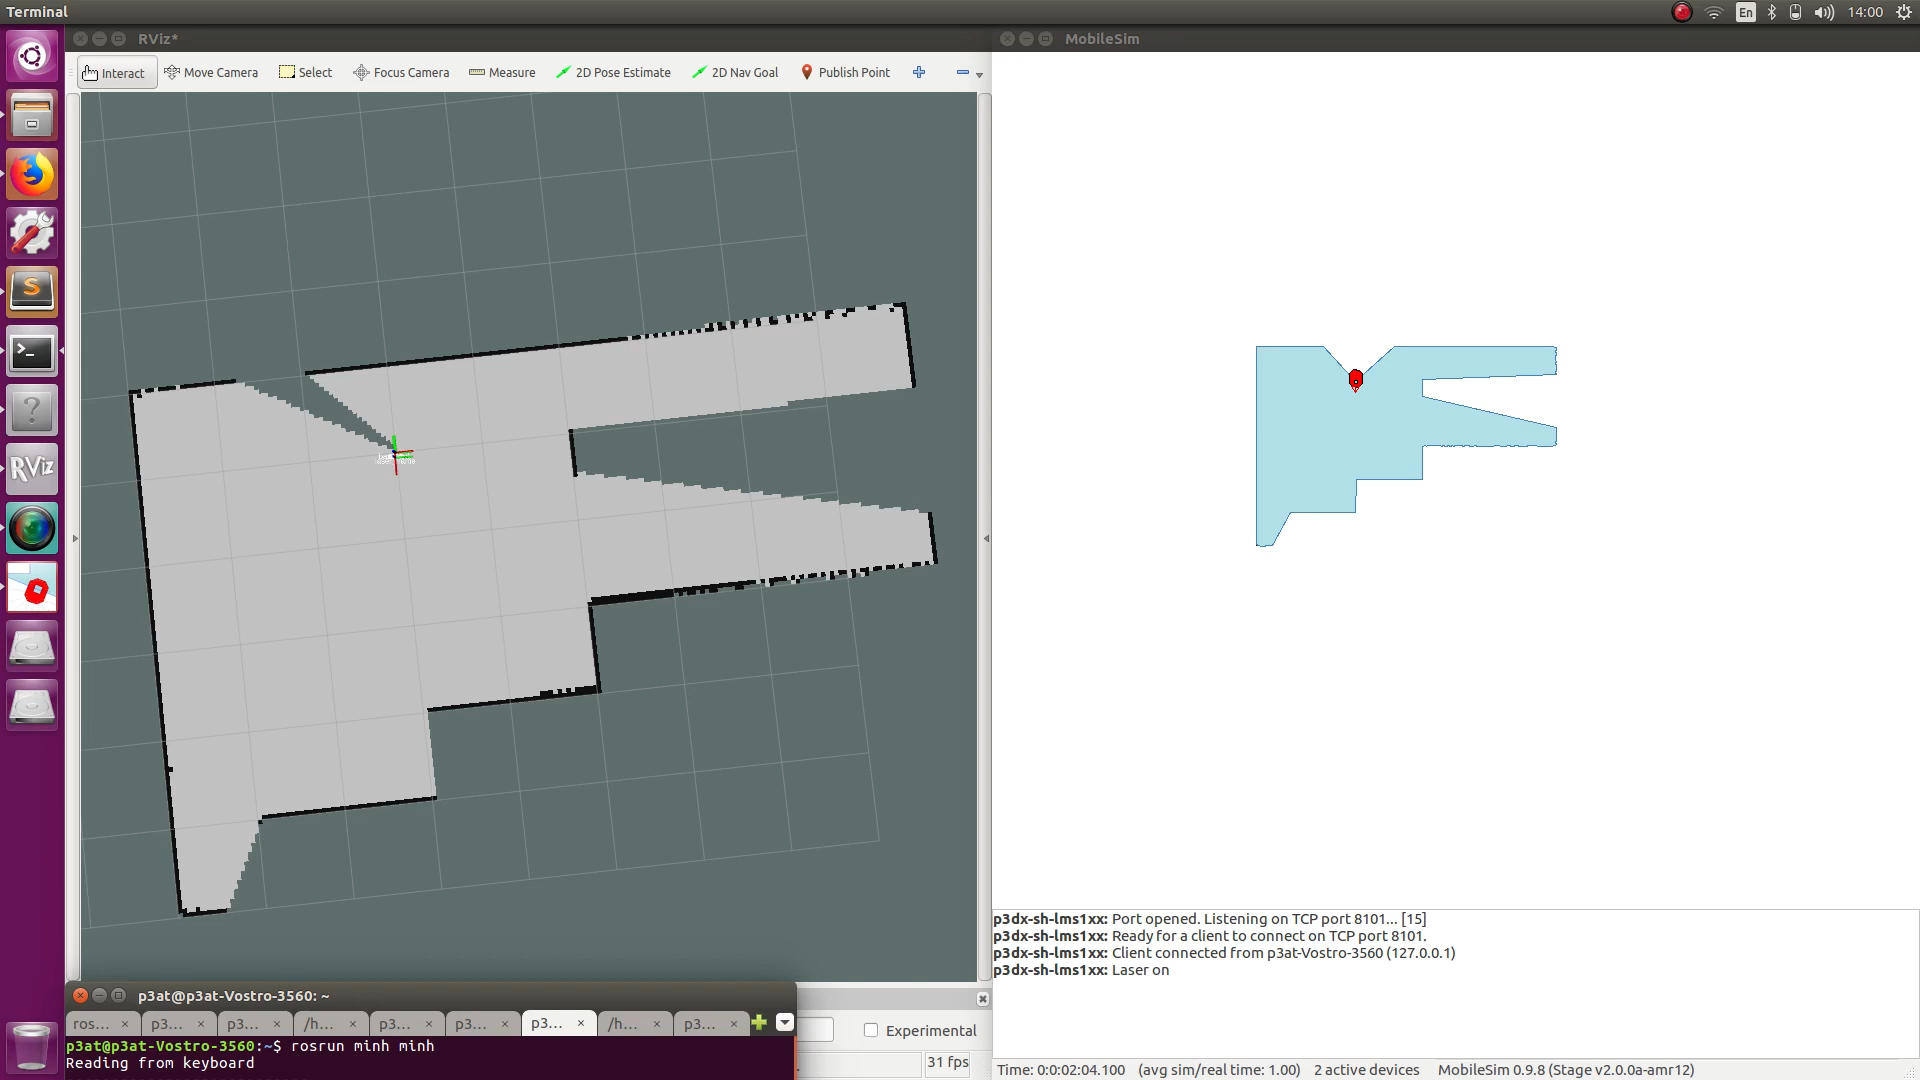 Terminal
En
14:00
RViz*
MobileSim
Interact
Move Camera
Select
Focus Camera
Measure
2D Pose Estimate
2D Nav Goal
Publish Point
p3dx-sh-lms1xx: Port opened. Listening on TCP port 8101... [15]
p3dx-sh-lms1xx: Ready for a client to connect on TCP port 8101.
p3dx-sh-lms1xx: Client connected from p3at-Vostro-3560 (127.0.0.1)
p3dx-sh-lms1xx: Laser on
p3at@p3at-Vostro-3560: ~
ros... × p3... × p3... × /h... × p3... × p3... × p3... × /h... × p3... ×
Experimental
p3at@p3at-Vostro-3560:~$ rosrun minh minh
Reading from keyboard
31 fps
Time: 0:0:02:04.100 (avg sim/real time: 1.00) 2 active devices MobileSim 0.9.8 (Stage v2.0.0a-amr12)
RViz